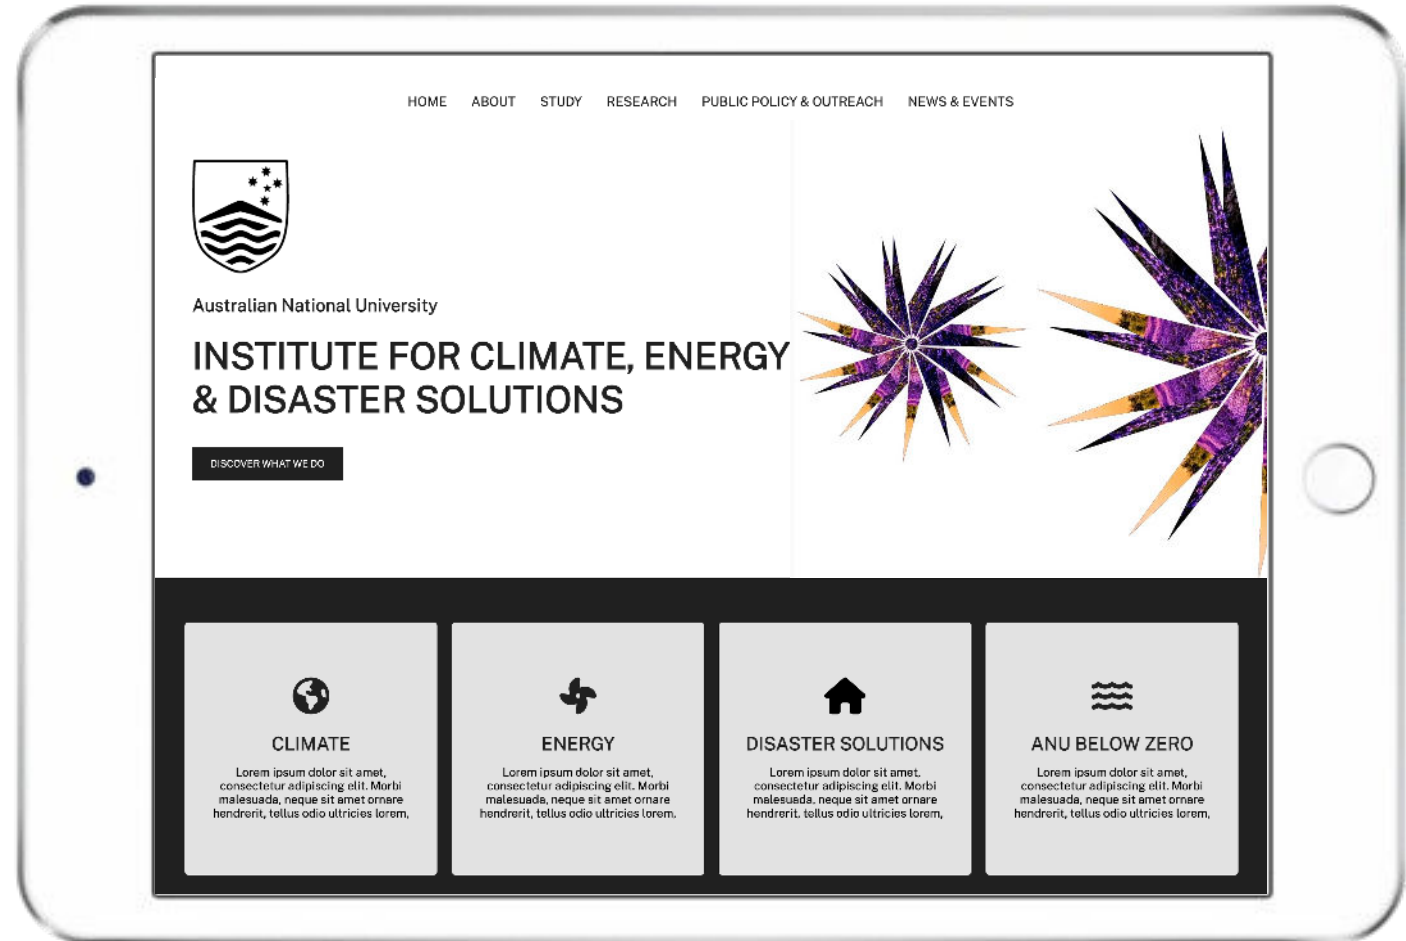 HOME ABOUT STUDY RESEARCH PUBLIC POLICY & OUTREACH NEWS & EVENTS
Australian National University
INSTITUTE FOR CLIMATE, ENERGY
& DISASTER SOLUTIONS
DISCOVER WHAT WE DO
CLIMATE
Lorem ipsum dolor sit amet,
consectetur adipiscing elit. Morbi
malesuada, neque sit amet ornare
hendrerit, tellus odio ultricies lorem,
ENERGY
Lorem ipsum dolor sit amet,
consectetur adipiscing elit. Morbi
malesuada, neque sit amet ornare
hendrerit, tellus odio ultricies lorem,
DISASTER SOLUTIONS
Lorem ipsum dolor sit amet,
consectetur adipiscing elit. Morbi
malesuada, neque sit amet ornare
hendrerit, tellus odio ultricies lorem,
ANU BELOW ZERO
Lorem ipsum dolor sit amet,
consectetur adipiscing elit. Morbi
malesuada, neque sit amet ornare
hendrerit, tellus odio ultricies lorem,